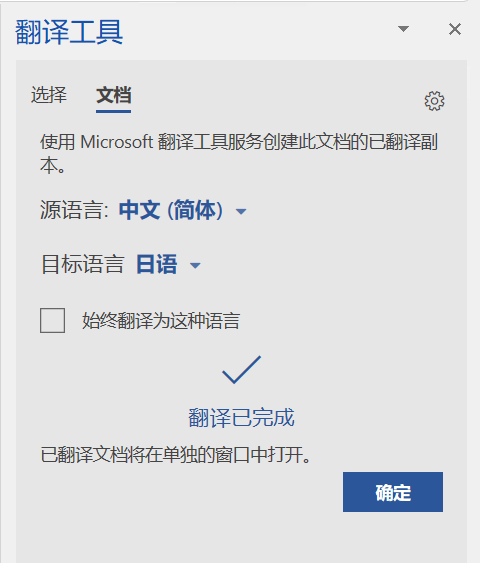 翻译工具
选择 文档
使用 Microsoft 翻译工具服务创建此文档的已翻译副
本。
源语言: 中文 (简体)
目标语言 日语
始终翻译为这种语言
翻译已完成
已翻译文档将在单独的窗口中打开。
确定